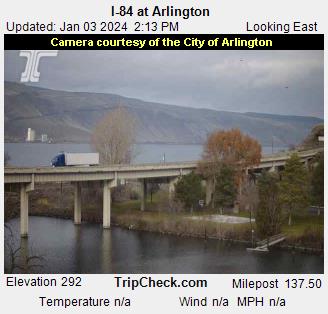 I-84 at Arlington
Updated: Jan 03 2024 2:13 PM Looking East
Camera courtesy of the City of Arlington
Elevation 292 TripCheck.com Milepost 137.50
Temperature n/a Wind n/a MPH n/a